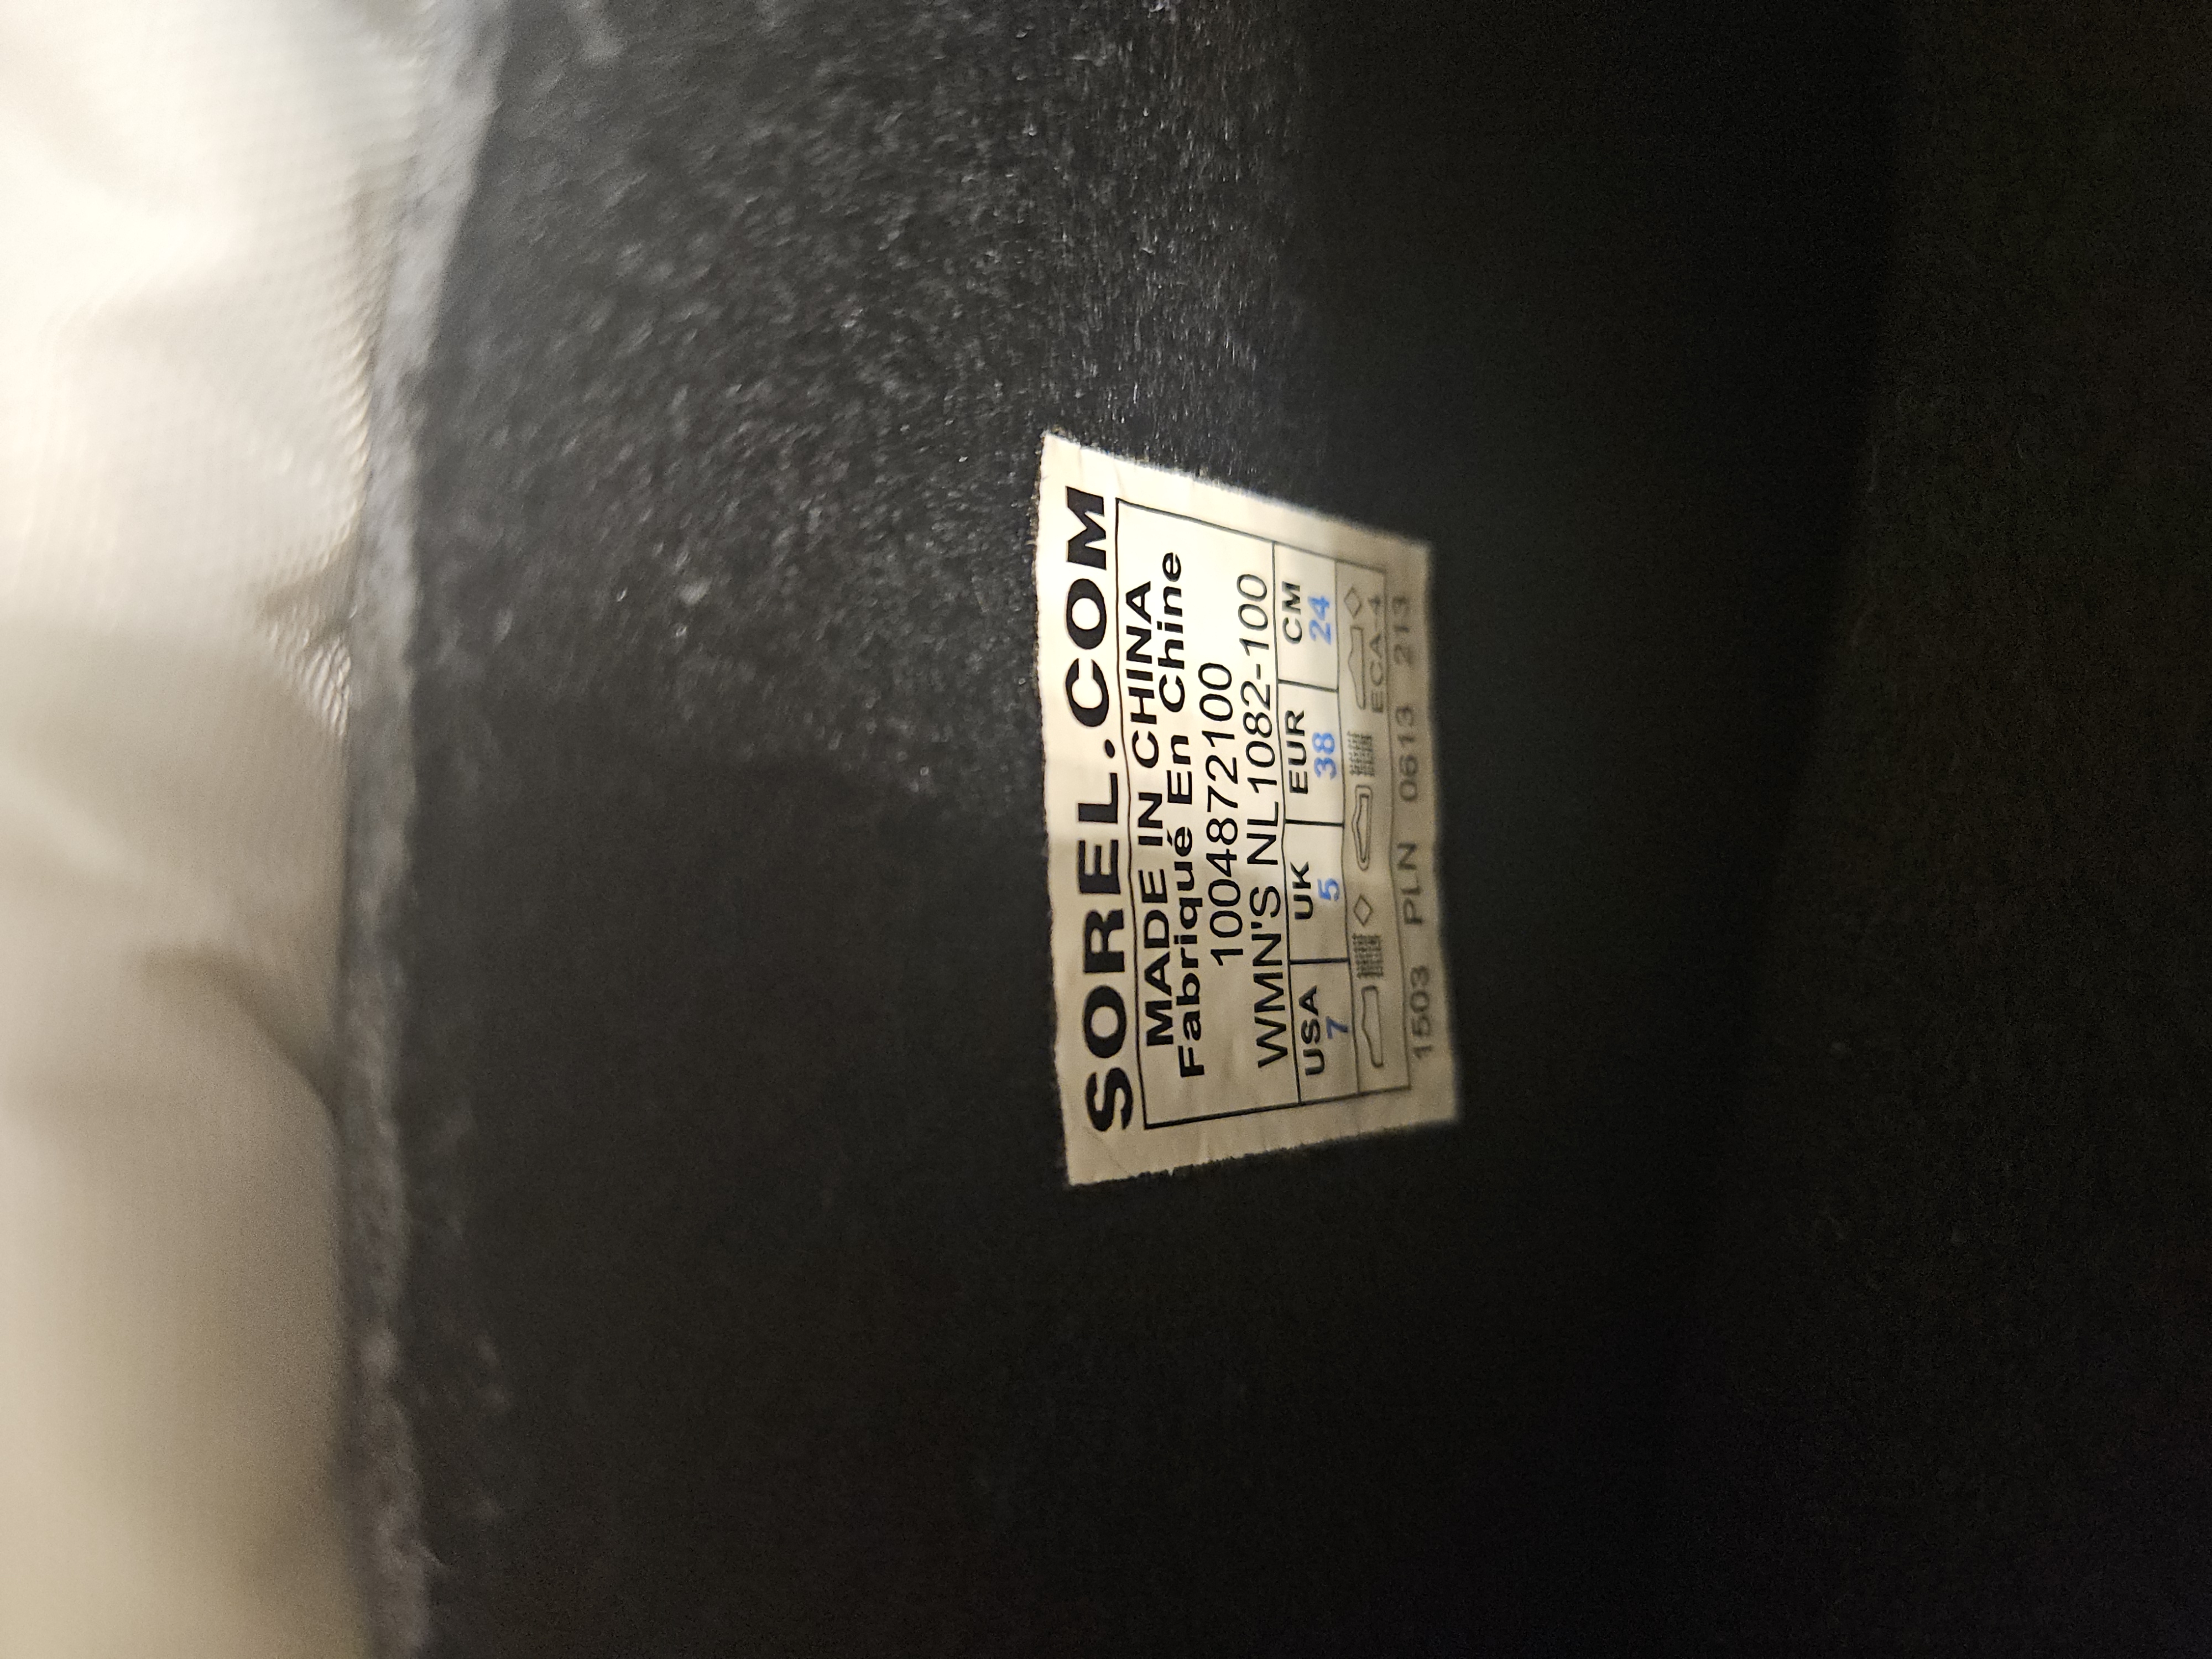 SOREL.COM
MADE IN CHINA
Fabriqué En Chine
1004872100
WMN'S NL1082-100
USA UK EUR CM
7 5 38 24
ECA 4
1503 PLN 0613 213